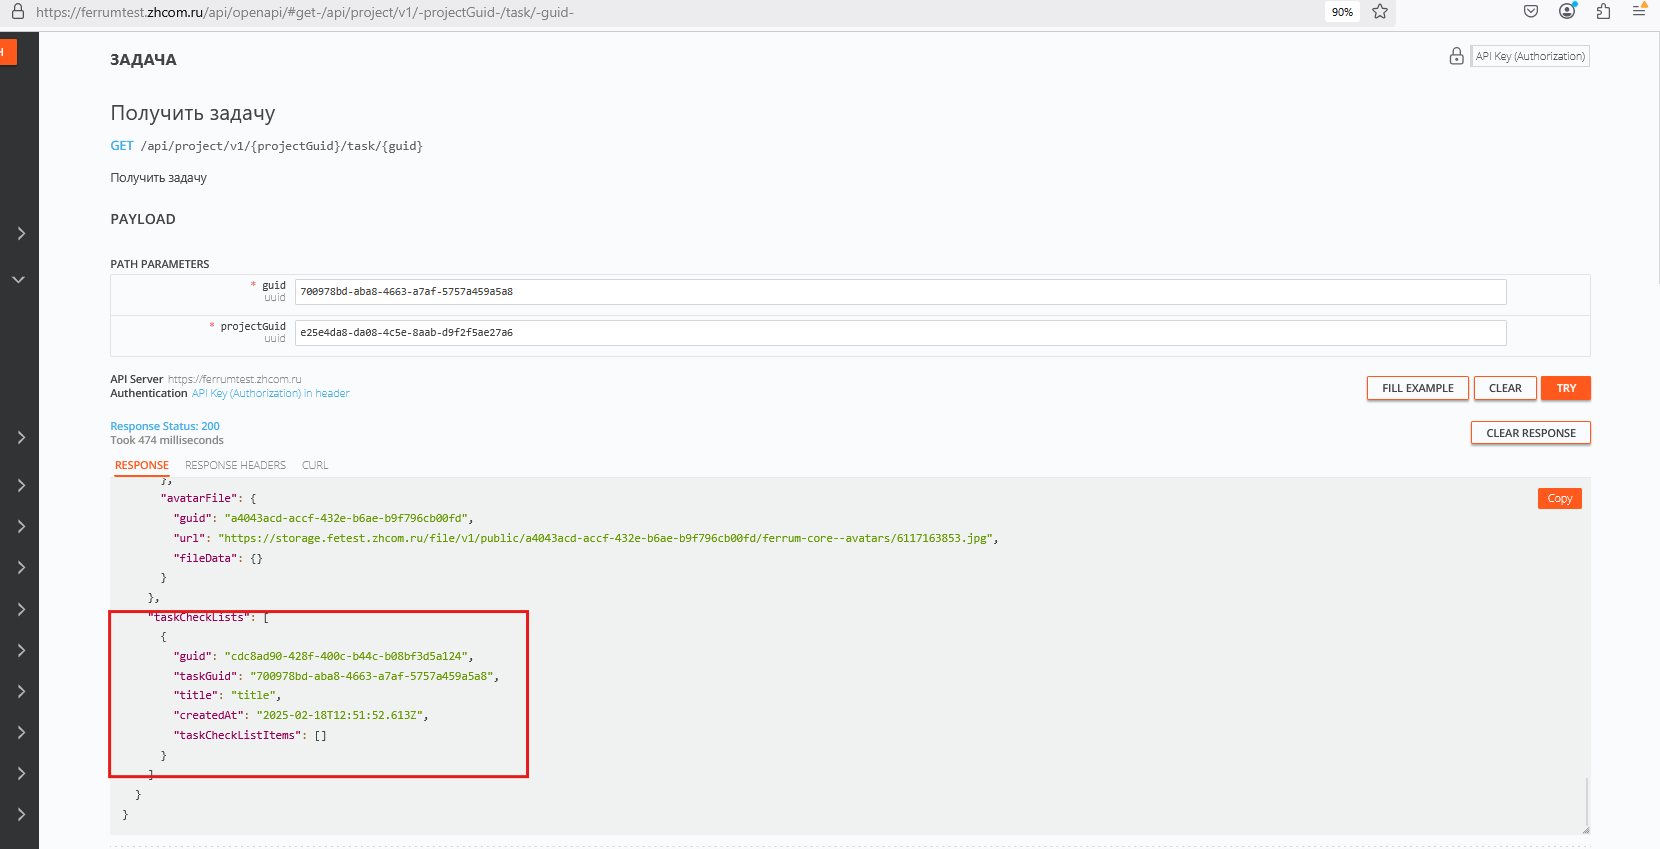 https://ferrumtest.zhcom.ru/api/openapi/#get-/api/project/v1/-projectGuid-/task/-guid-
90%
Н
ЗАДАЧА
API Key (Authorization)
Получить задачу
GET /api/project/v1/{projectGuid}/task/{guid}
Получить задачу
PAYLOAD
PATH PARAMETERS
* guid
uuid
700978bd-aba8-4663-a7af-5757a459a5a8
* projectGuid
uuid
e25e4da8-da08-4c5e-8aab-d9f2f5ae27a6
API Server https://ferrumtest.zhcom.ru
Authentication API Key (Authorization) in header
FILL EXAMPLE
CLEAR
TRY
Response Status: 200
Took 474 milliseconds
CLEAR RESPONSE
RESPONSE
RESPONSE HEADERS
CURL
Copy
},
"avatarFile": {
"guid": "a4043acd-accf-432e-b6ae-b9f796cb00fd",
"url": "https://storage.fetest.zhcom.ru/file/v1/public/a4043acd-accf-432e-b6ae-b9f796cb00fd/ferrum-core--avatars/6117163853.jpg",
"fileData": {}
}
},
"taskCheckLists": [
{
"guid": "cdc8ad90-428f-400c-b44c-b08bf3d5a124",
"taskGuid": "700978bd-aba8-4663-a7af-5757a459a5a8",
"title": "title",
"createdAt": "2025-02-18T12:51:52.613Z",
"taskCheckListItems": []
}
]
}
}